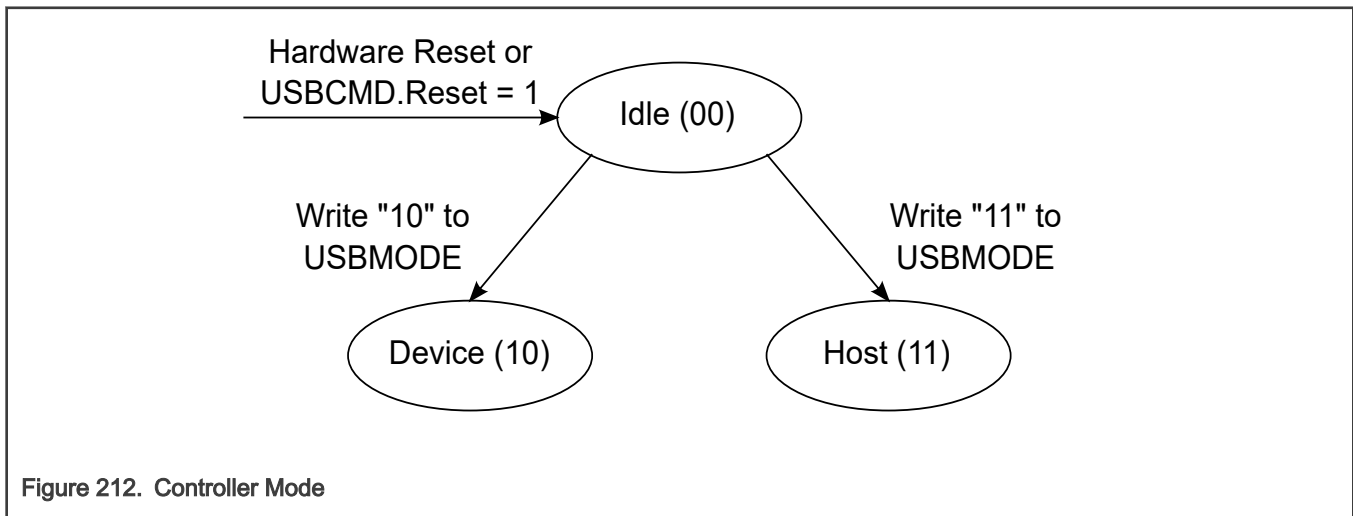 Hardware Reset or
USBCMD.Reset = 1
Idle (00)
Write "10" to
USBMODE
Write "11" to
USBMODE
Device (10)
Host (11)
Figure 212. Controller Mode